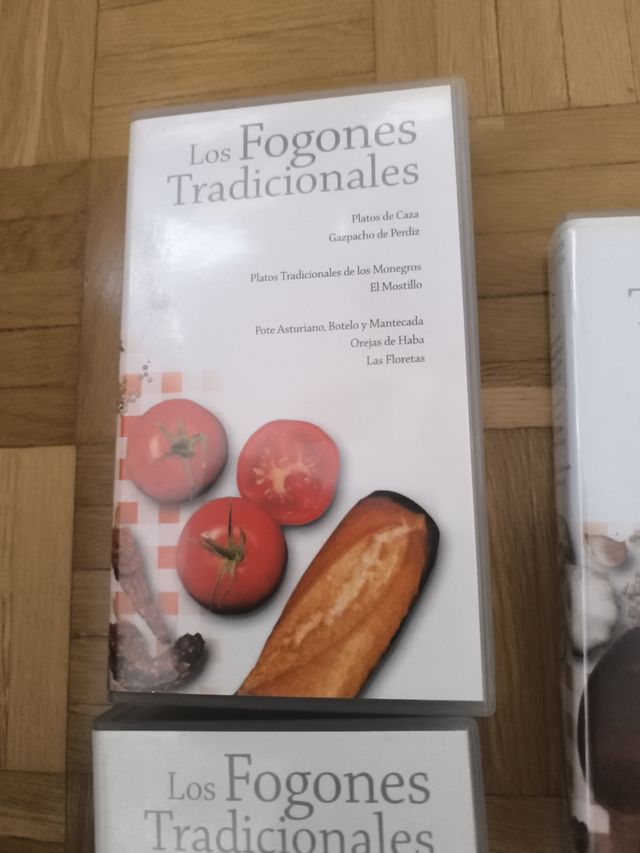 Los Fogones
Tradicionales
Platos de Caza
Gazpacho de Perdiz
Platos Tradicionales de los Monegros
El Mostillo
Pote Asturiano, Botelo y Mantecada
Orejas de Haba
Las Floretas
Los Fogones
Tradicionales